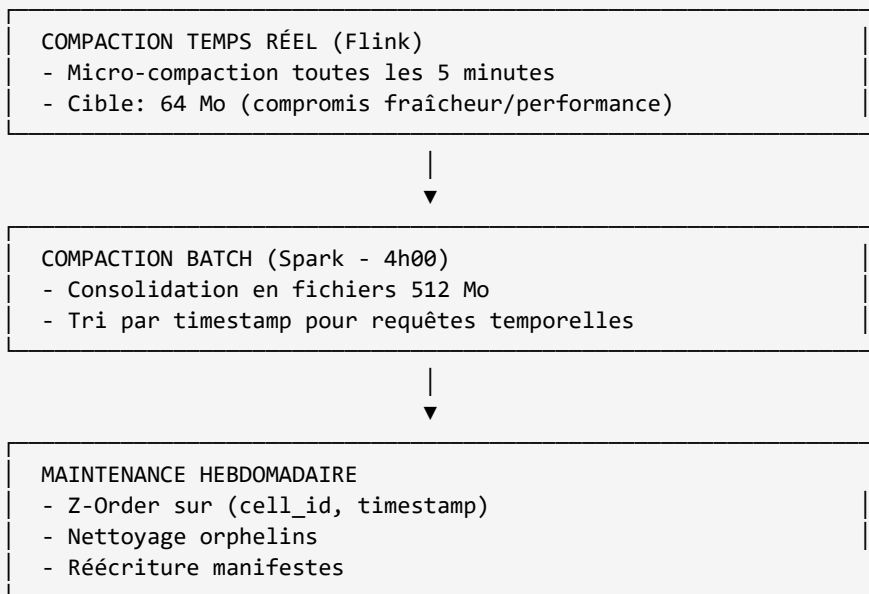 COMPACTION TEMPS RÉEL (Flink)
- Micro-compaction toutes les 5 minutes
- Cible: 64 Mo (compromis fraîcheur/performance)
COMPACTION BATCH (Spark - 4h00)
- Consolidation en fichiers 512 Mo
- Tri par timestamp pour requêtes temporelles
MAINTENANCE HEBDOMADAIRE
- Z-Order sur (cell_id, timestamp)
- Nettoyage orphelins
- Réécriture manifestes